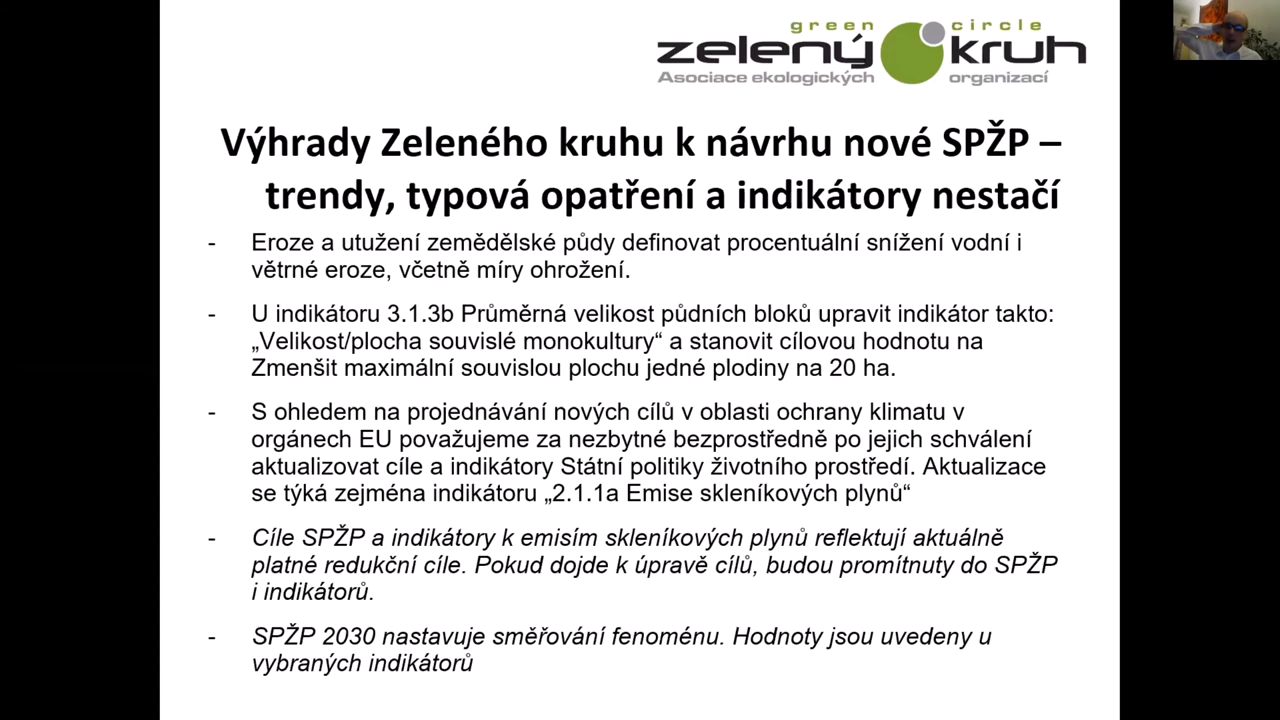 green circle
zelený kruh
Asociace ekologických organizací
Výhrady Zeleného kruhu k návrhu nové SPŽP –
trendy, typová opatření a indikátory nestačí
- Eroze a utužení zemědělské půdy definovat procentuální snížení vodní i
větrné eroze, včetně míry ohrožení.
- U indikátoru 3.1.3b Průměrná velikost půdních bloků upravit indikátor takto:
„Velikost/plocha souvislé monokultury“ a stanovit cílovou hodnotu na
Zmenšit maximální souvislou plochu jedné plodiny na 20 ha.
- S ohledem na projednávání nových cílů v oblasti ochrany klimatu v
orgánech EU považujeme za nezbytné bezprostředně po jejich schválení
aktualizovat cíle a indikátory Státní politiky životního prostředí. Aktualizace
se týká zejména indikátoru „2.1.1a Emise skleníkových plynů“
- Cíle SPŽP a indikátory k emisím skleníkových plynů reflektují aktuálně
platné redukční cíle. Pokud dojde k úpravě cílů, budou promítnuty do SPŽP
i indikátorů.
- SPŽP 2030 nastavuje směřování fenoménu. Hodnoty jsou uvedeny u
vybraných indikátorů